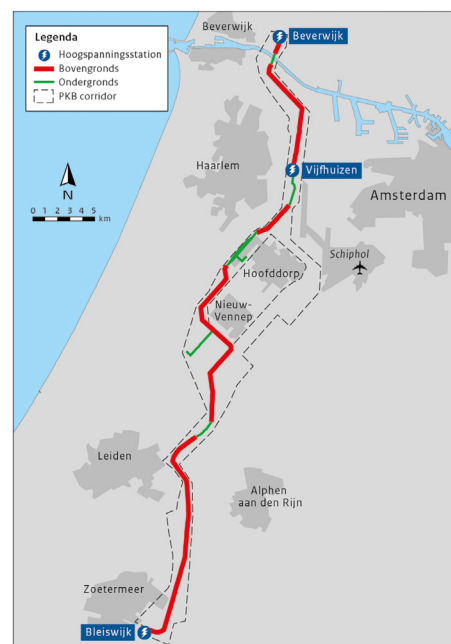 Legenda
Hoogspanningsstation
Bovengronds
Ondergronds
PKB corridor
Beverwijk
Beverwijk
Haarlem
Vijfhuizen
Amsterdam
N
0 1 2 3 4 5
km
Schiphol
Hoofddorp
Nieuw-
Vennep
Leiden
Alphen
aan den Rijn
Zoetermeer
Bleiswijk